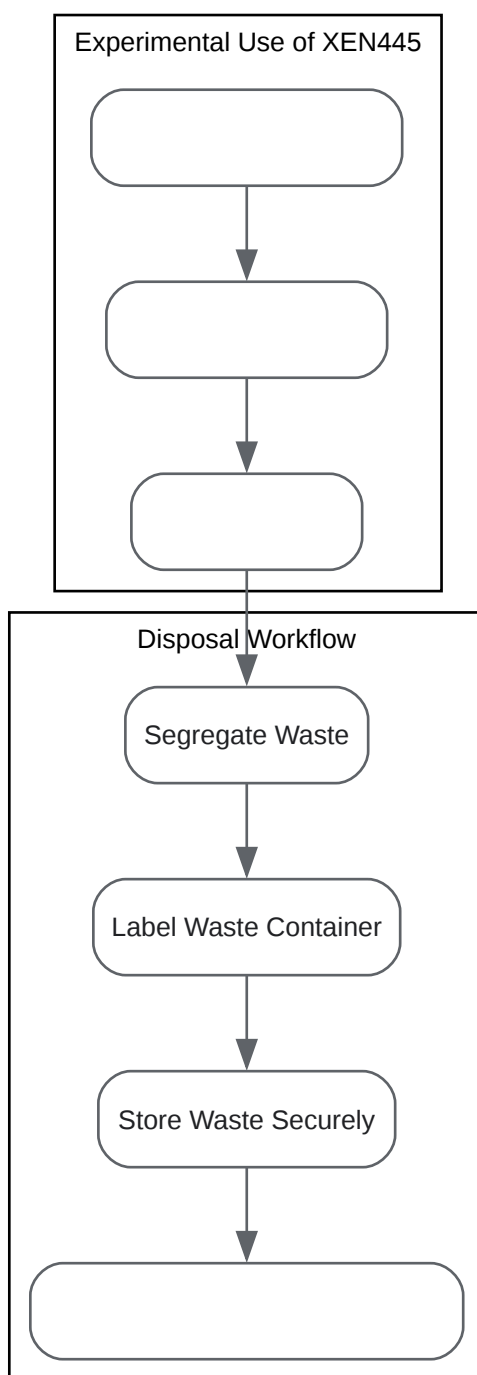 Experimental Use of XEN445
Disposal Workflow
Segregate Waste
Label Waste Container
Store Waste Securely